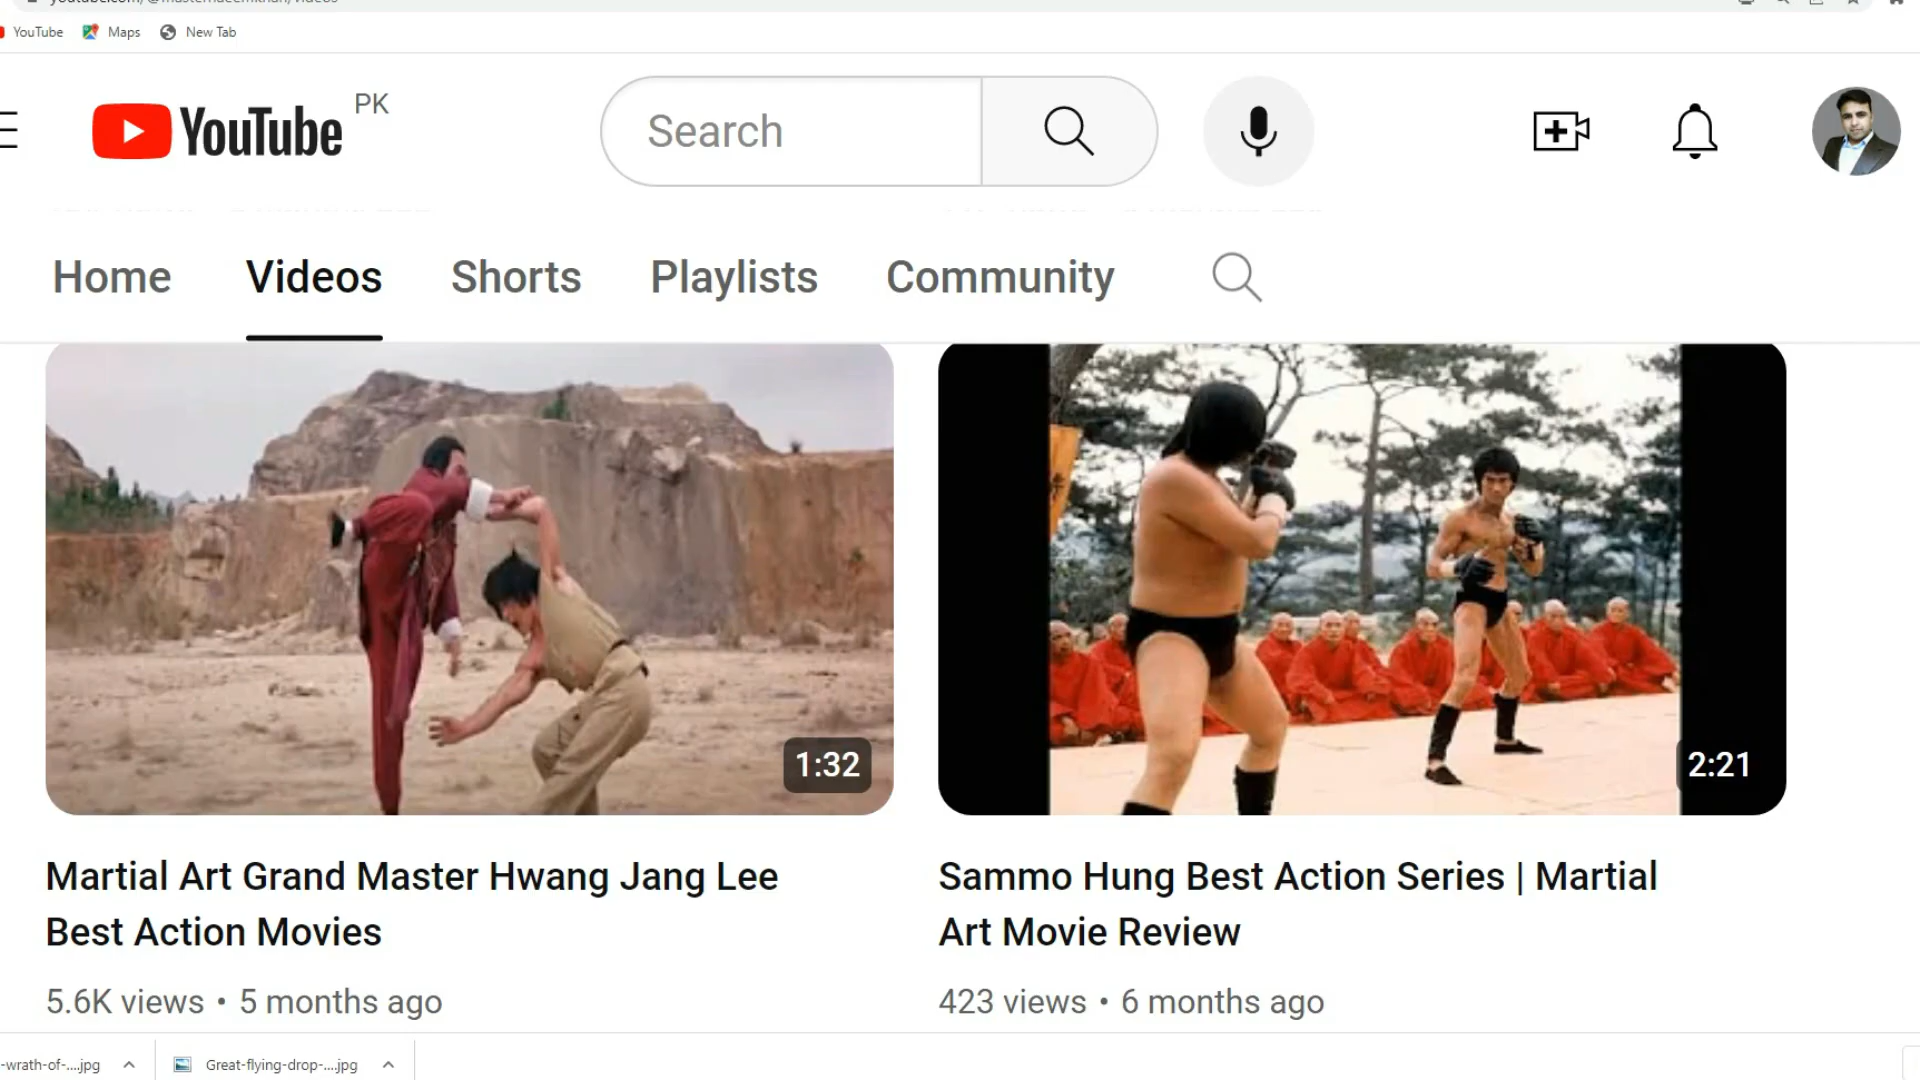 YouTube Maps New Tab
YouTube PK
Search
Home Videos Shorts Playlists Community
1:32
2:21
Martial Art Grand Master Hwang Jang Lee
Best Action Movies
5.6K views • 5 months ago
Sammo Hung Best Action Series | Martial
Art Movie Review
423 views • 6 months ago
-wrath-of-....jpg
Great-flying-drop-....jpg